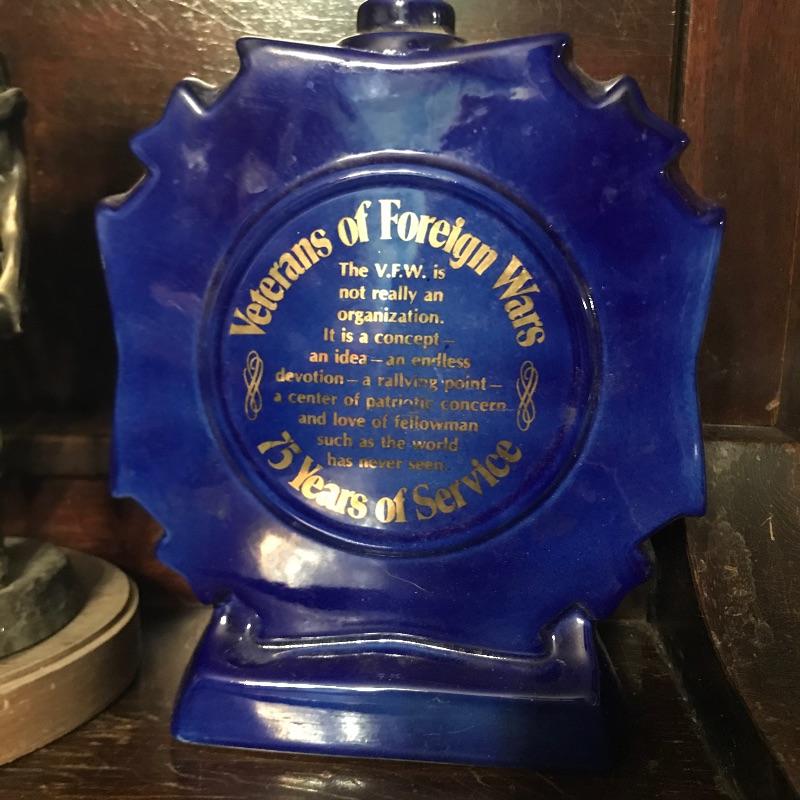 Veterans of Foreign Wars
The V.F.W. is
not really an
organization.
It is a concept—
an idea—an endless
devotion—a rallying point—
a center of patriotic concern
and love of fellowman
such as the world
has never seen.
75 Years of Service